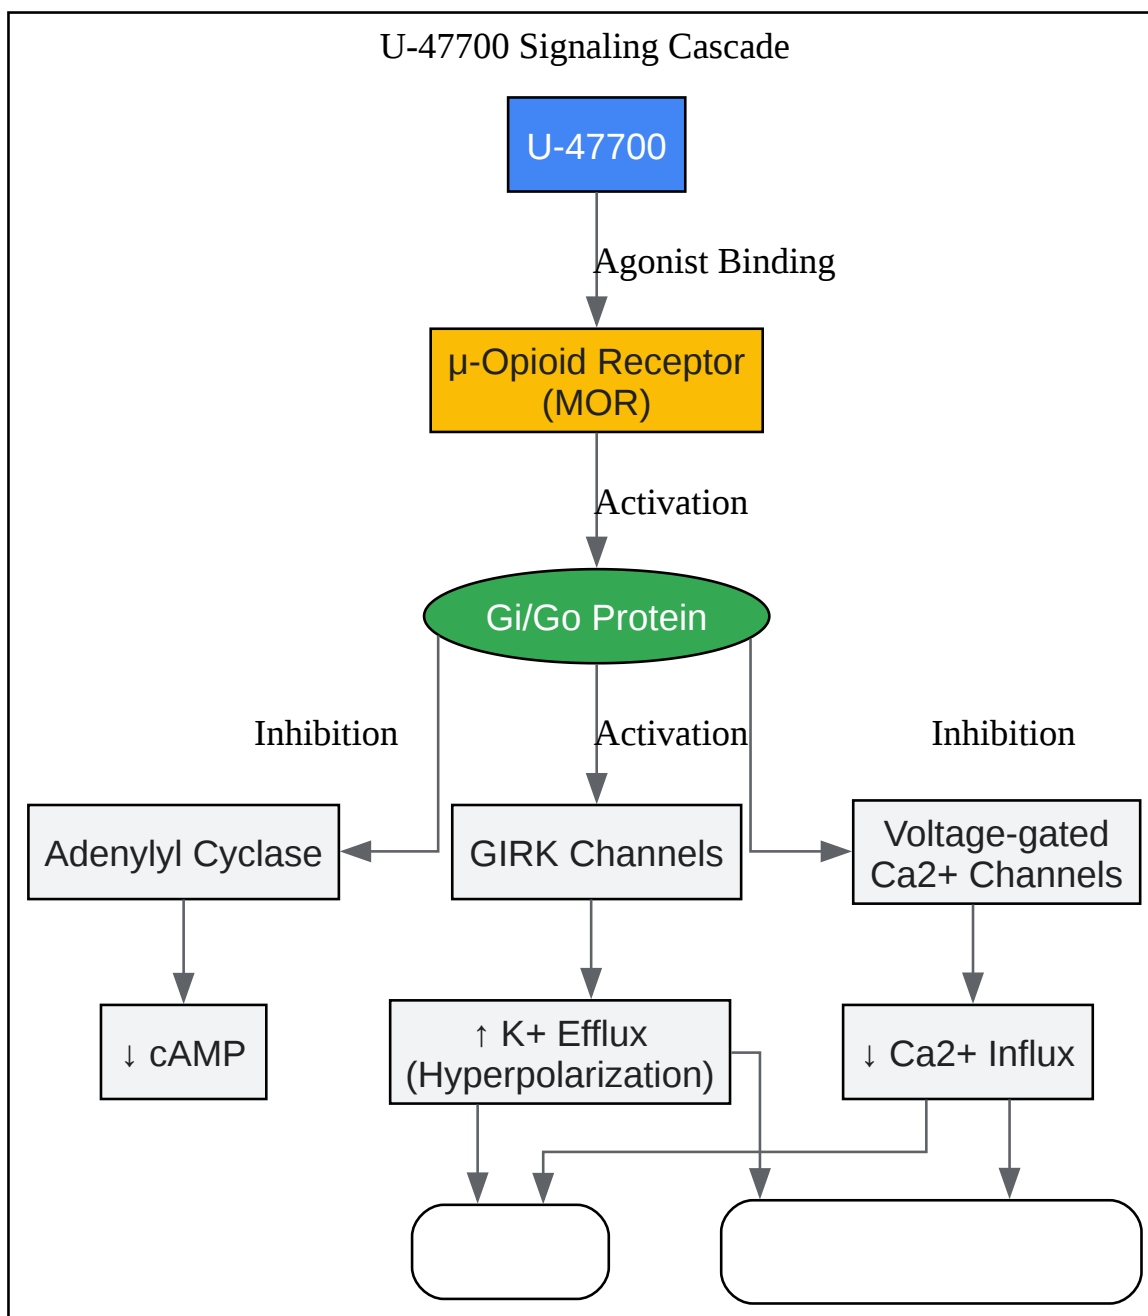 U-47700 Signaling Cascade
U-47700
Agonist Binding
μ-Opioid Receptor
(MOR)
Activation
Gi/Go Protein
Inhibition
Activation
Inhibition
Adenylyl Cyclase
GIRK Channels
Voltage-gated
Ca2+ Channels
↓ cAMP
↑ K+ Efflux
(Hyperpolarization)
↓ Ca2+ Influx